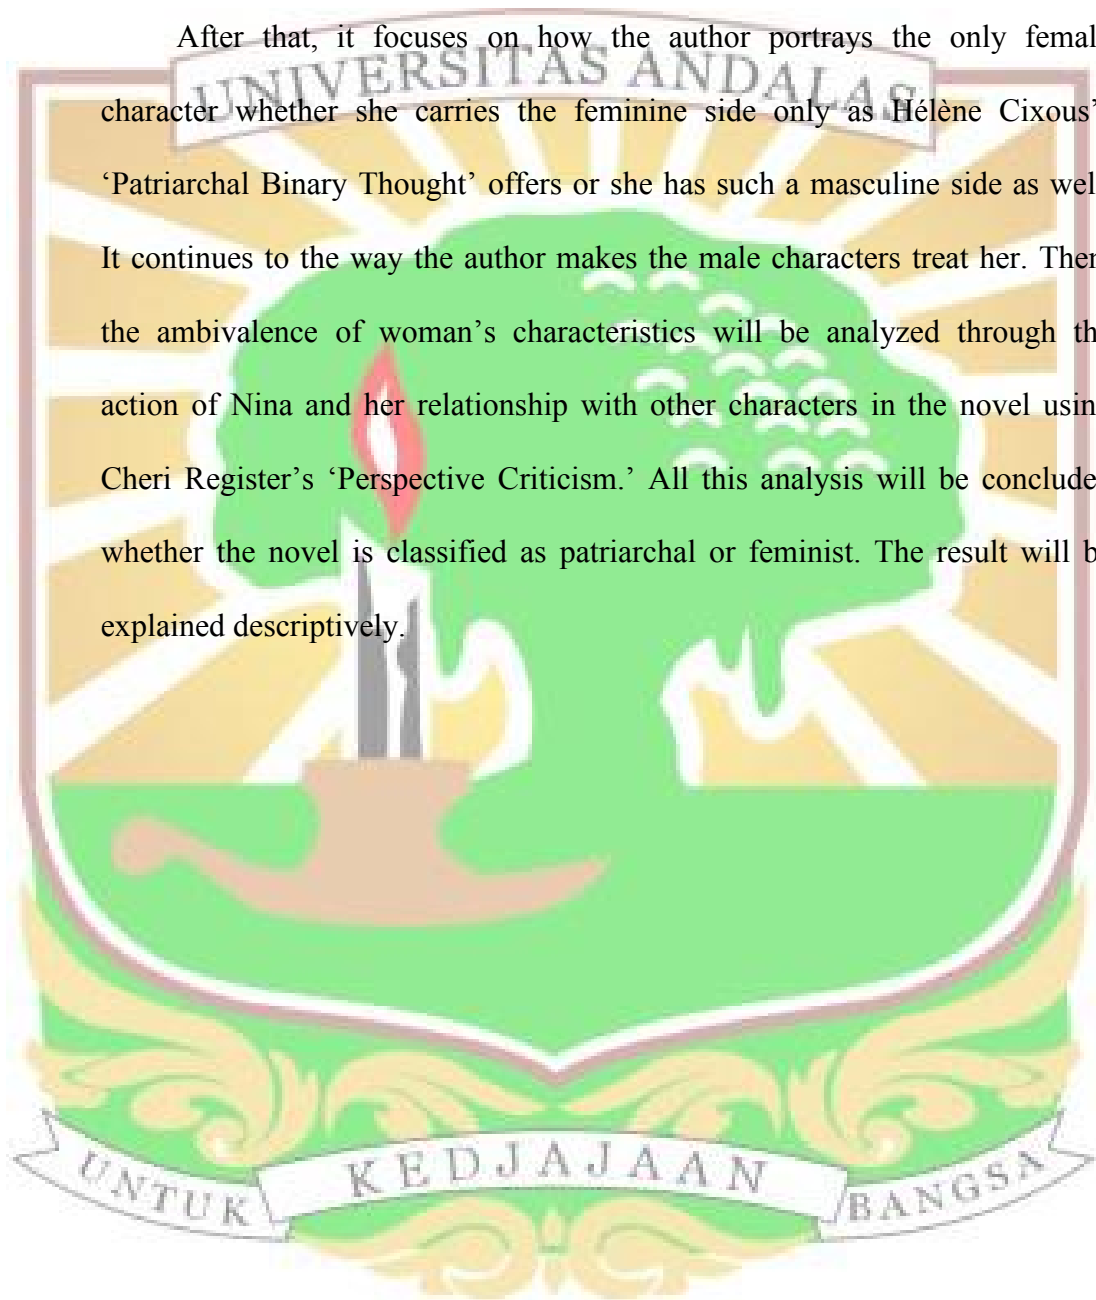 After that, it focuses on how the author portrays the only femal
UNIVERSITAS ANDALAS
character whether she carries the feminine side only as Hélène Cixous'
‘Patriarchal Binary Thought’ offers or she has such a masculine side as wel
It continues to the way the author makes the male characters treat her. Then
the ambivalence of woman’s characteristics will be analyzed through th
action of Nina and her relationship with other characters in the novel usin
Cheri Register’s ‘Perspective Criticism.’ All this analysis will be conclude
whether the novel is classified as patriarchal or feminist. The result will b
explained descriptively.
UNTUK KEDJAJAAN BANGSA